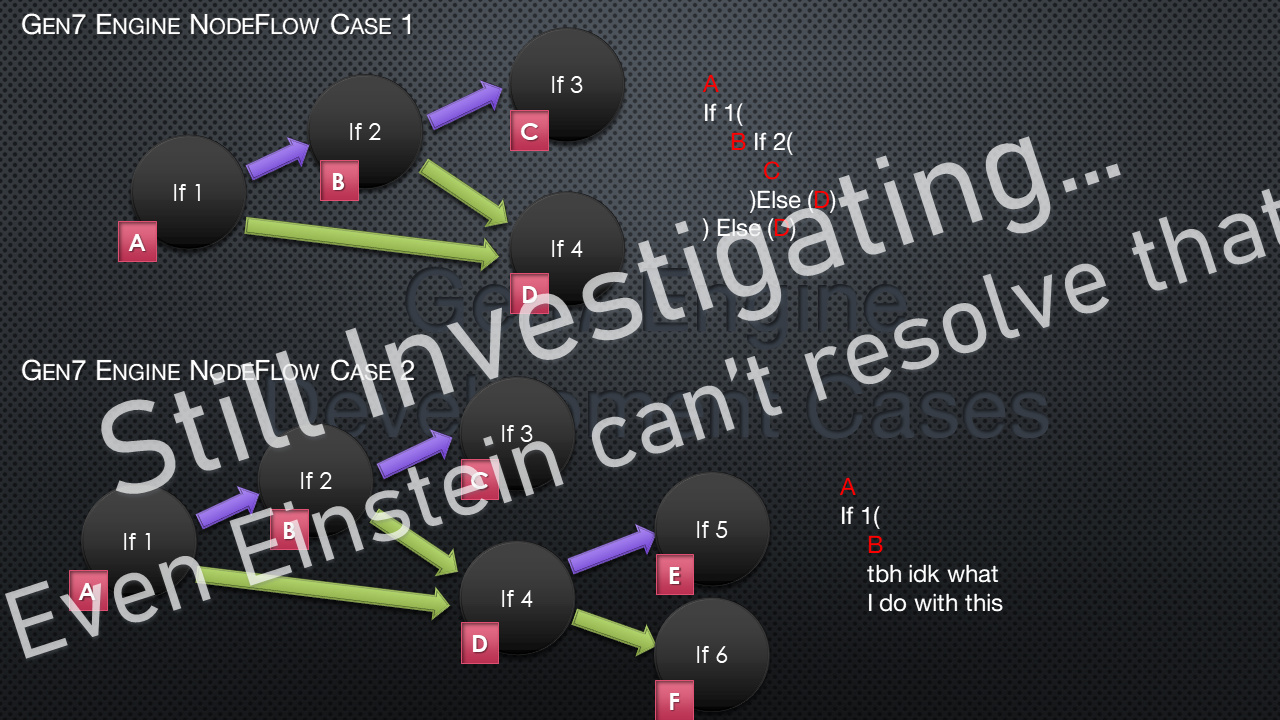 Gen7 Engine NodeFlow Case 1
If 3
If 2
C
If 1
B
A
If 4
D
A
If 1(
B If 2(
C
)Else (D)
) Else (D)
Gen7 Engine
Development Cases
Still Investigating...
Even Einstein can't resolve that
Gen7 Engine NodeFlow Case 2
If 3
If 2
C
If 1
B
A
If 5
E
If 4
D
If 6
F
A
If 1(
B
tbh idk what
I do with this